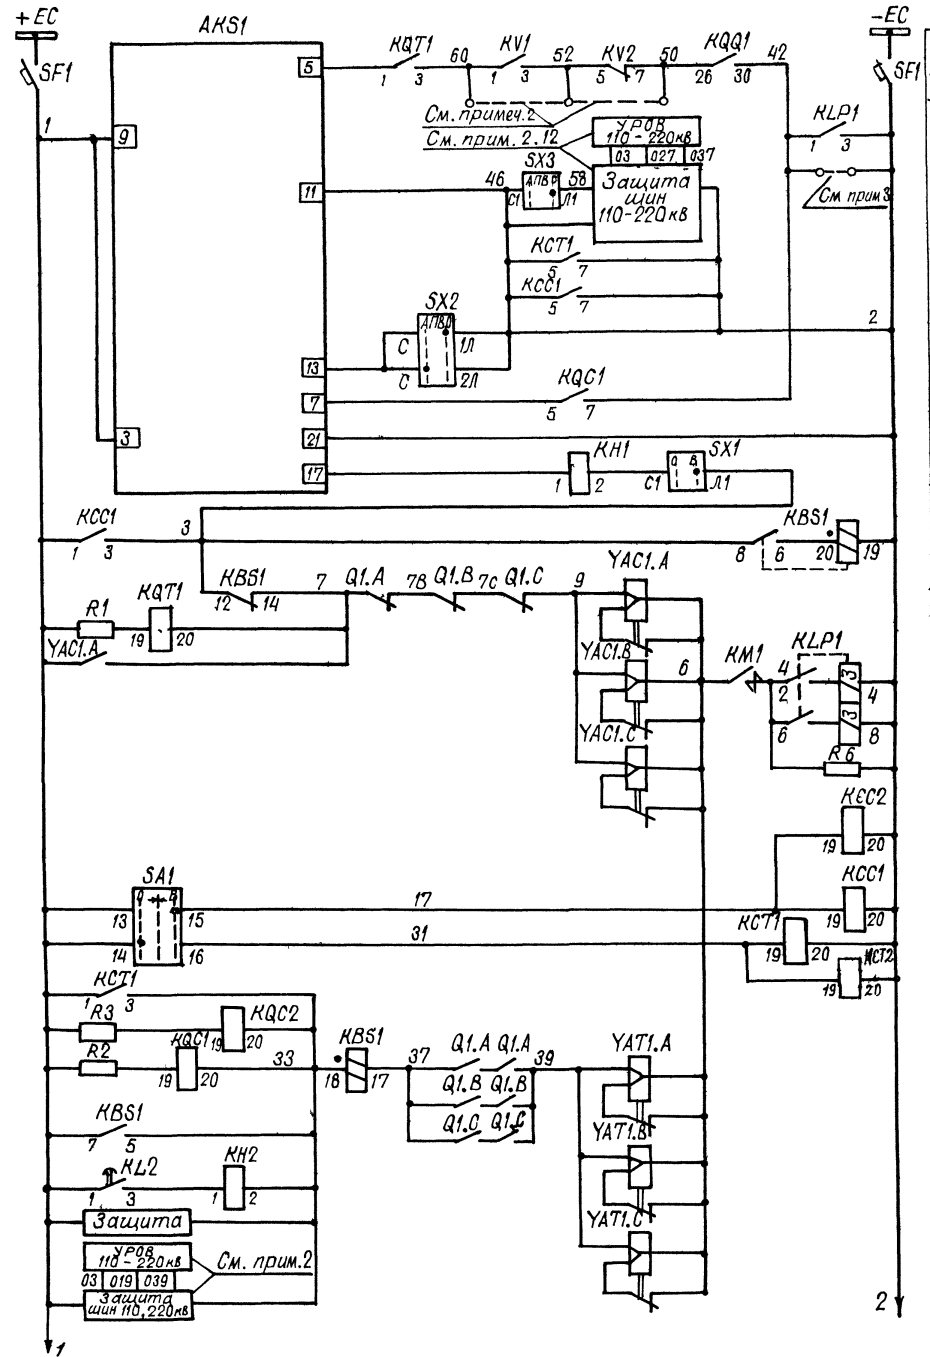 +EC
-EC
AKS1
SF1
SF1
5
KQT1
1 3
60
KV1
1 3
52
KV2
5 7
50
KQQ1
26 30
42
KLP1
1 3
См. примеч. 2
См. прим. 2. 12
УРОВ
110-220кв
03 027 037
Защита
шин
110-220кв
См прим 3
1
9
11
46
SX3
АПВО
С1 Л1
58
KCT1
5 7
KCC1
5 7
SX2
АПВО
С 1Л
С 2Л
2
13
7
KQC1
5 7
3
21
17
KH1
1 2
SX1
О В
С1 Л1
KCC1
1 3
3
KBS1
8 6 20 19
KBS1
12 14
7
Q1.A
7В
Q1.B
7С
Q1.C
9
YAC1.A
R1
KQT1
19 20
YAC1.A
YAC1.B
6
KM1
KLP1
4
2
3
4
6
3
8
R6
YAC1.C
KCC2
19 20
SA1
О В
13 15
17
KCC1
19 20
14 16
31
KCT1
19 20
KCT2
19 20
KCT1
1 3
R3
KQC2
19 20
R2
KQC1
19 20
33
KBS1
18 17
37
Q1.A Q1.A
39
Q1.B Q1.B
Q1.C Q1.C
YAT1.A
YAT1.B
YAT1.C
KBS1
7 5
KL2
1 3
KH2
1 2
Защита
УРОВ
110-220кв
03 019 039
Защита
шин 110,220кв
См. прим.2
1
2